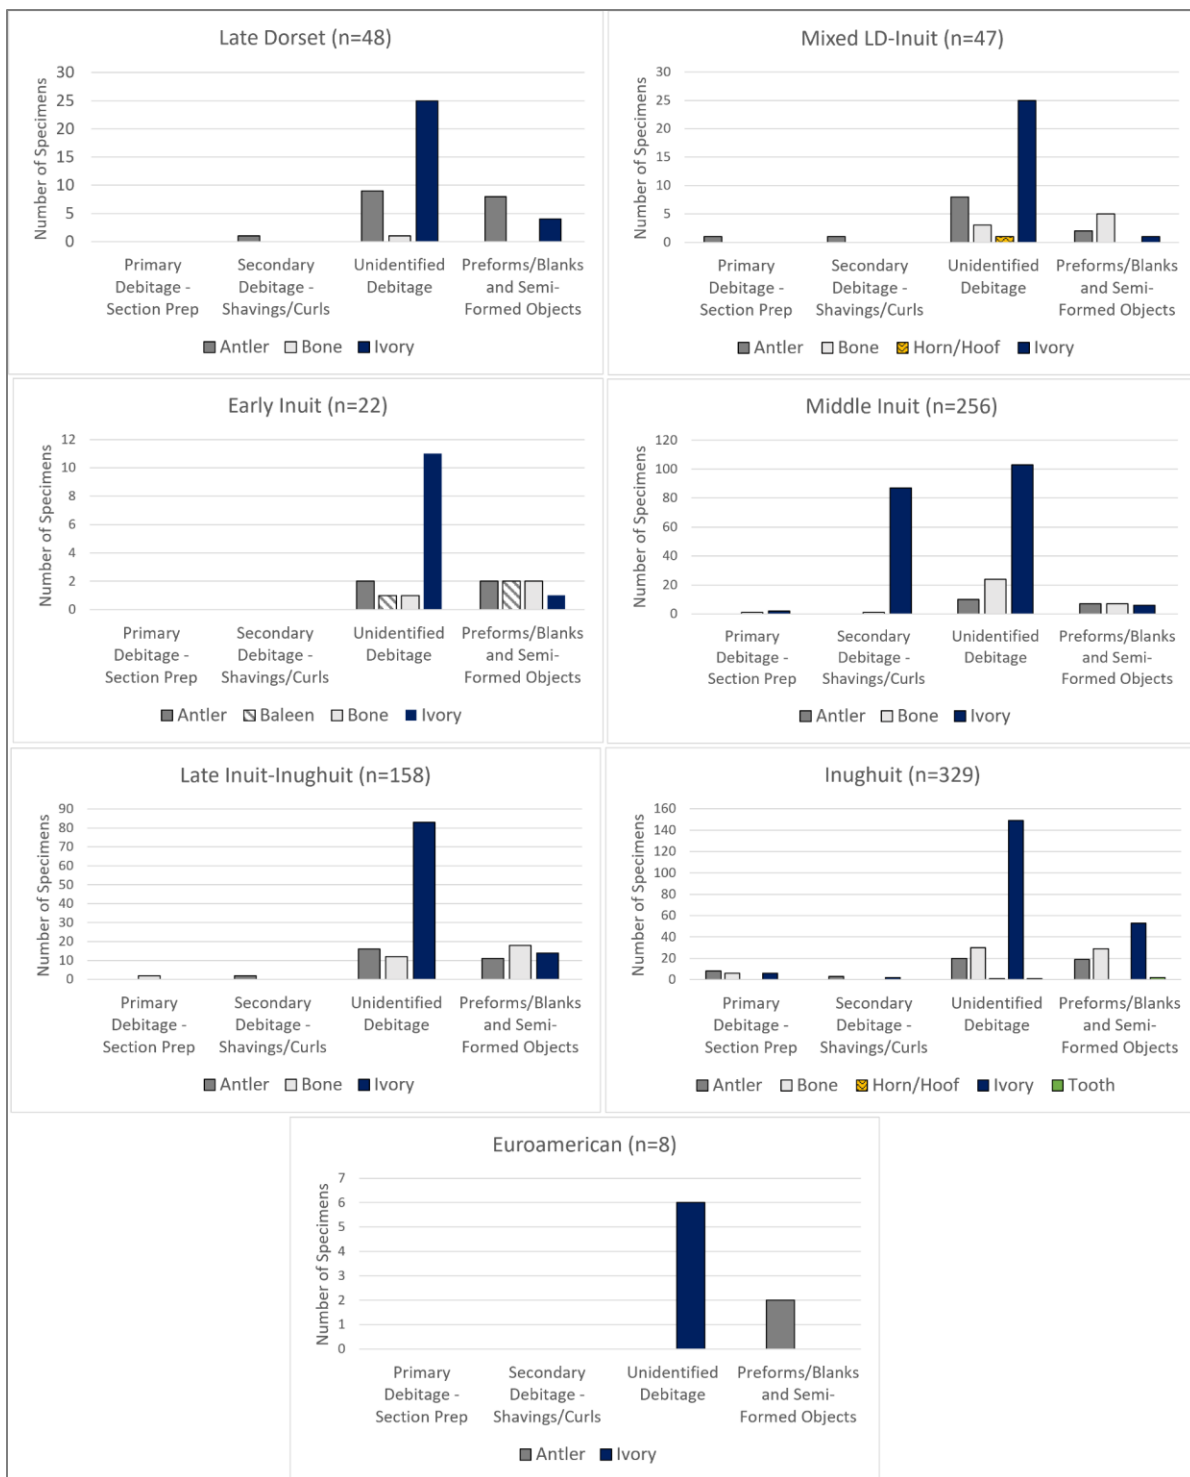 Late Dorset (n=48)
Number of Specimens
30
25
20
15
10
5
0
Primary Debitage - Section Prep
Secondary Debitage - Shavings/Curls
Unidentified Debitage
Preforms/Blanks and Semi-Formed Objects
Antler Bone Ivory
Mixed LD-Inuit (n=47)
Number of Specimens
30
25
20
15
10
5
0
Primary Debitage - Section Prep
Secondary Debitage - Shavings/Curls
Unidentified Debitage
Preforms/Blanks and Semi-Formed Objects
Antler Bone Horn/Hoof Ivory
Early Inuit (n=22)
Number of Specimens
12
10
8
6
4
2
0
Primary Debitage - Section Prep
Secondary Debitage - Shavings/Curls
Unidentified Debitage
Preforms/Blanks and Semi-Formed Objects
Antler Baleen Bone Ivory
Middle Inuit (n=256)
Number of Specimens
120
100
80
60
40
20
0
Primary Debitage - Section Prep
Secondary Debitage - Shavings/Curls
Unidentified Debitage
Preforms/Blanks and Semi-Formed Objects
Antler Bone Ivory
Late Inuit-Inughuit (n=158)
Number of Specimens
90
80
70
60
50
40
30
20
10
0
Primary Debitage - Section Prep
Secondary Debitage - Shavings/Curls
Unidentified Debitage
Preforms/Blanks and Semi-Formed Objects
Antler Bone Ivory
Inughuit (n=329)
Number of Specimens
160
140
120
100
80
60
40
20
0
Primary Debitage - Section Prep
Secondary Debitage - Shavings/Curls
Unidentified Debitage
Preforms/Blanks and Semi-Formed Objects
Antler Bone Horn/Hoof Ivory Tooth
Euroamerican (n=8)
Number of Specimens
7
6
5
4
3
2
1
0
Primary Debitage - Section Prep
Secondary Debitage - Shavings/Curls
Unidentified Debitage
Preforms/Blanks and Semi-Formed Objects
Antler Ivory